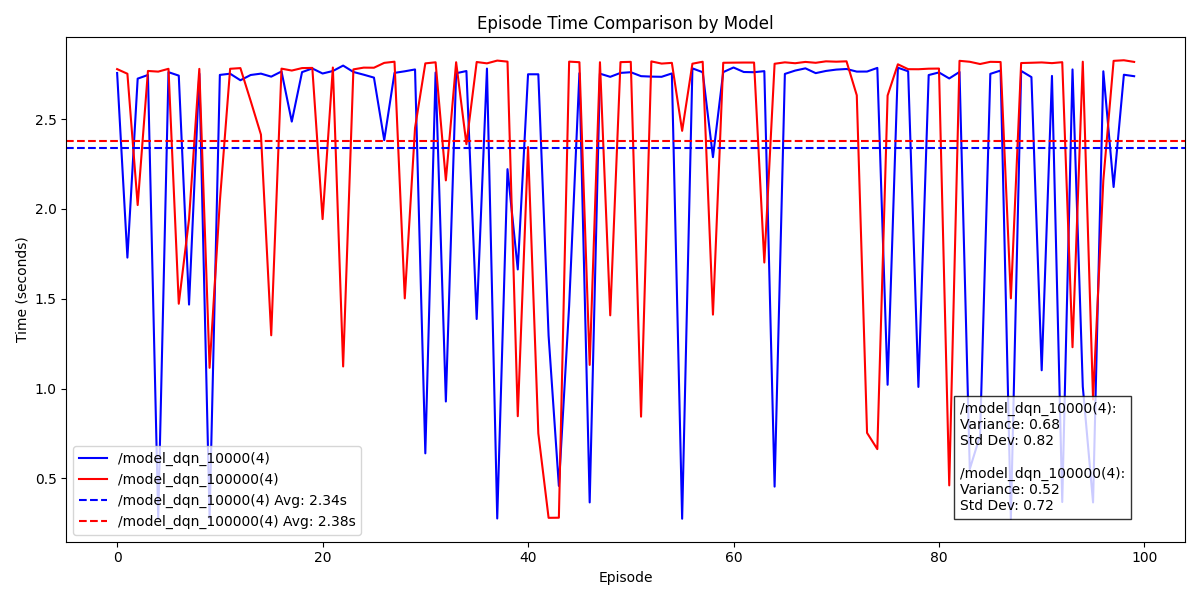 Episode Time Comparison by Model
Time (seconds)
2.5
2.0
1.5
1.0
0.5
/model_dqn_10000(4)
/model_dqn_100000(4)
/model_dqn_10000(4) Avg: 2.34s
/model_dqn_100000(4) Avg: 2.38s
/model_dqn_10000(4):
Variance: 0.68
Std Dev: 0.82
/model_dqn_100000(4):
Variance: 0.52
Std Dev: 0.72
0
20
40
60
80
100
Episode